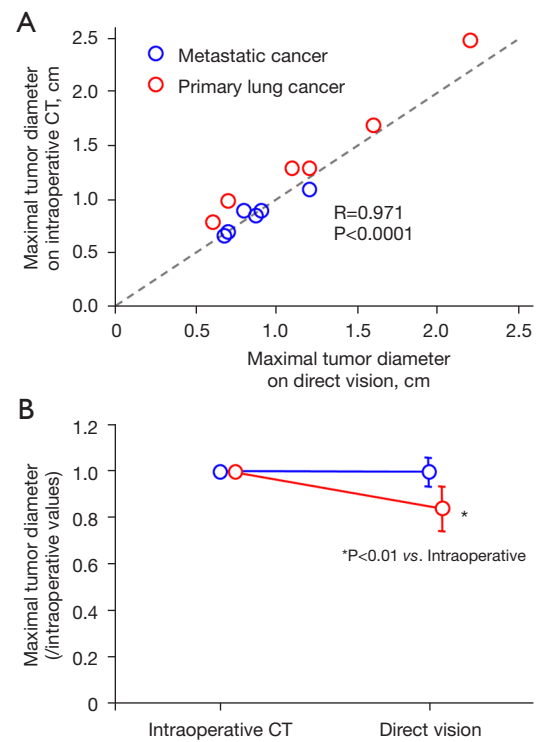 A
Maximal tumor diameter
on intraoperative CT, cm
2.5
2.0
1.5
1.0
0.5
0.0
Metastatic cancer
Primary lung cancer
R=0.971
P<0.0001
0
0.5
1.0
1.5
2.0
2.5
Maximal tumor diameter
on direct vision, cm
B
Maximal tumor diameter
(/intraoperative values)
1.2
1.0
0.8
0.6
0.4
0.2
0
*
*P<0.01 vs. Intraoperative
Intraoperative CT
Direct vision